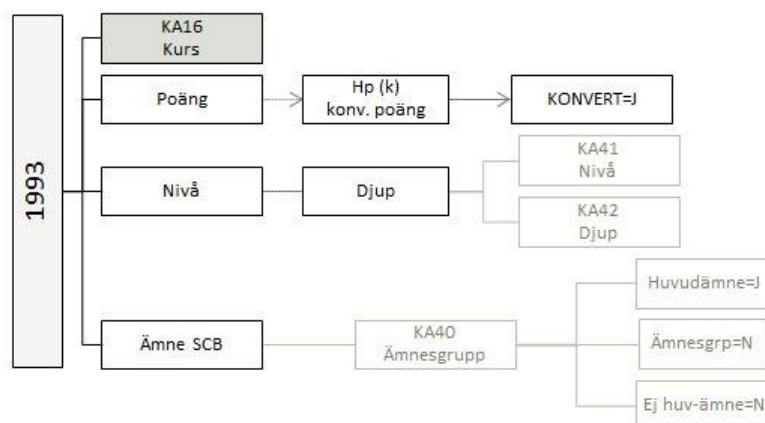 1993
KA16
Kurs
Poäng
Hp (k)
konv. poäng
KONVERT=J
Nivå
Djup
KA41
Nivå
KA42
Djup
Ämne SCB
KA40
Ämnesgrupp
Huvudämne=J
Ämnesgrp=N
Ej huv-ämne=N